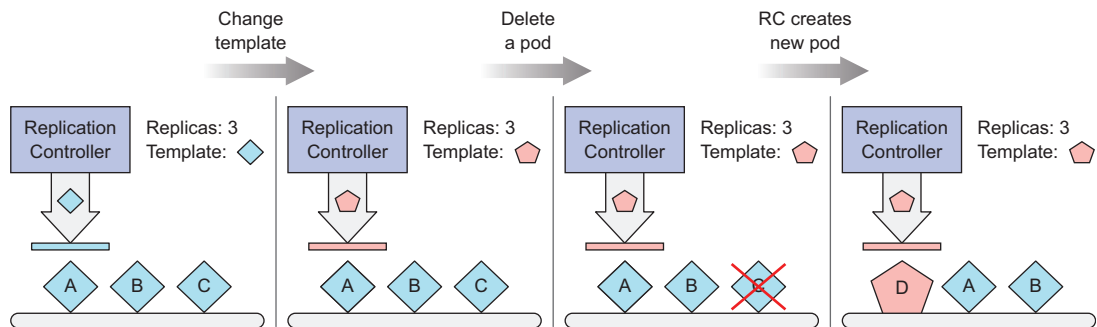 Change
template
Delete
a pod
RC creates
new pod
Replication
Controller
Replicas: 3
Template:
Replication
Controller
Replicas: 3
Template:
Replication
Controller
Replicas: 3
Template:
Replication
Controller
Replicas: 3
Template:
A B C
A B C
A B C
D A B